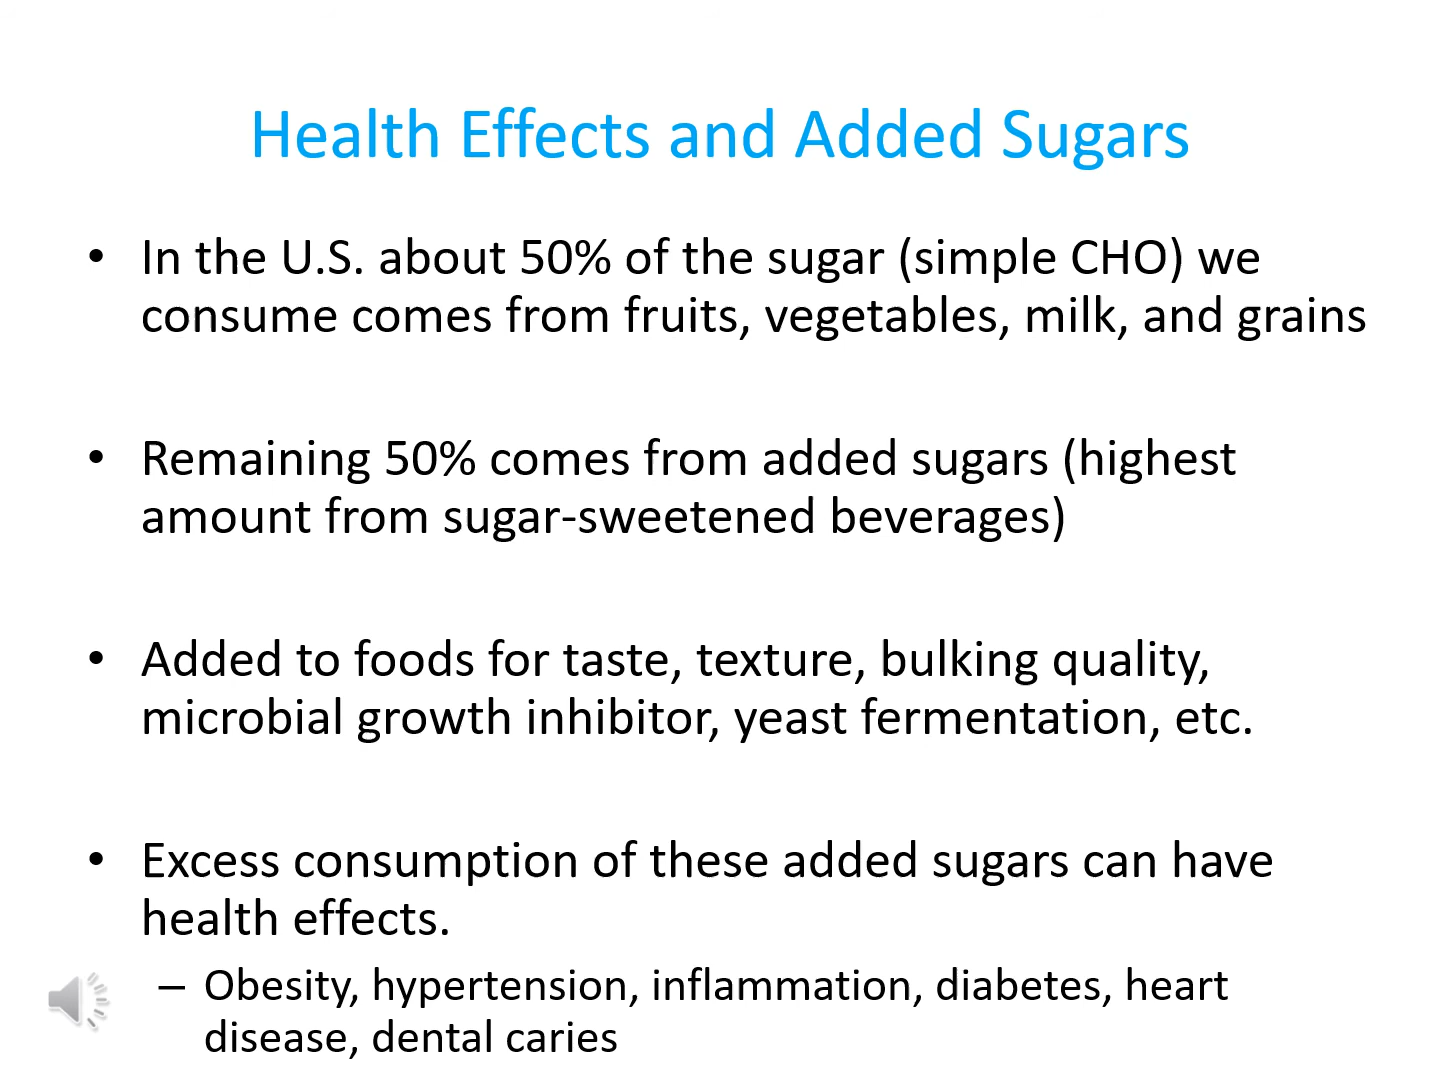 Health Effects and Added Sugars
• In the U.S. about 50% of the sugar (simple CHO) we
consume comes from fruits, vegetables, milk, and grains
• Remaining 50% comes from added sugars (highest
amount from sugar-sweetened beverages)
• Added to foods for taste, texture, bulking quality,
microbial growth inhibitor, yeast fermentation, etc.
• Excess consumption of these added sugars can have
health effects.
– Obesity, hypertension, inflammation, diabetes, heart
disease, dental caries